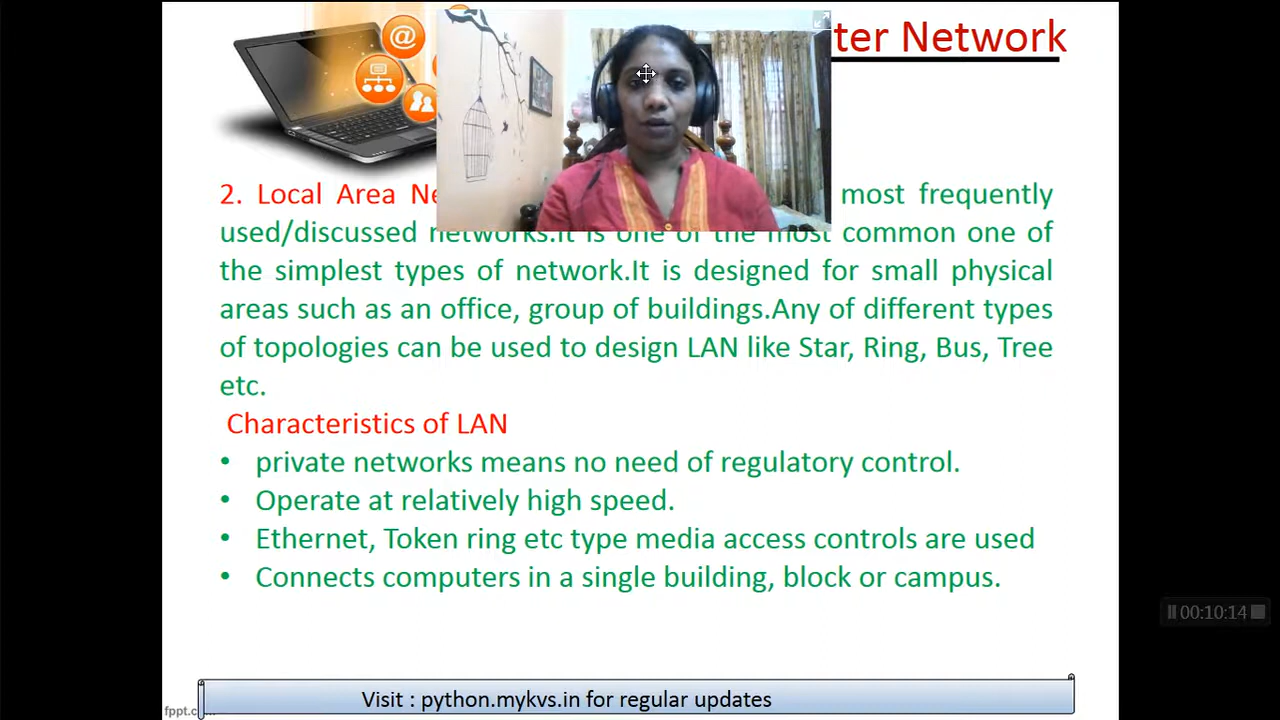 ter Network
2. Local Area Ne most frequently
used/discussed networks.It is one of the most common one of
the simplest types of network.It is designed for small physical
areas such as an office, group of buildings.Any of different types
of topologies can be used to design LAN like Star, Ring, Bus, Tree
etc.
Characteristics of LAN
• private networks means no need of regulatory control.
• Operate at relatively high speed.
• Ethernet, Token ring etc type media access controls are used
• Connects computers in a single building, block or campus.
00:10:14
Visit : python.mykvs.in for regular updates
fppt.c